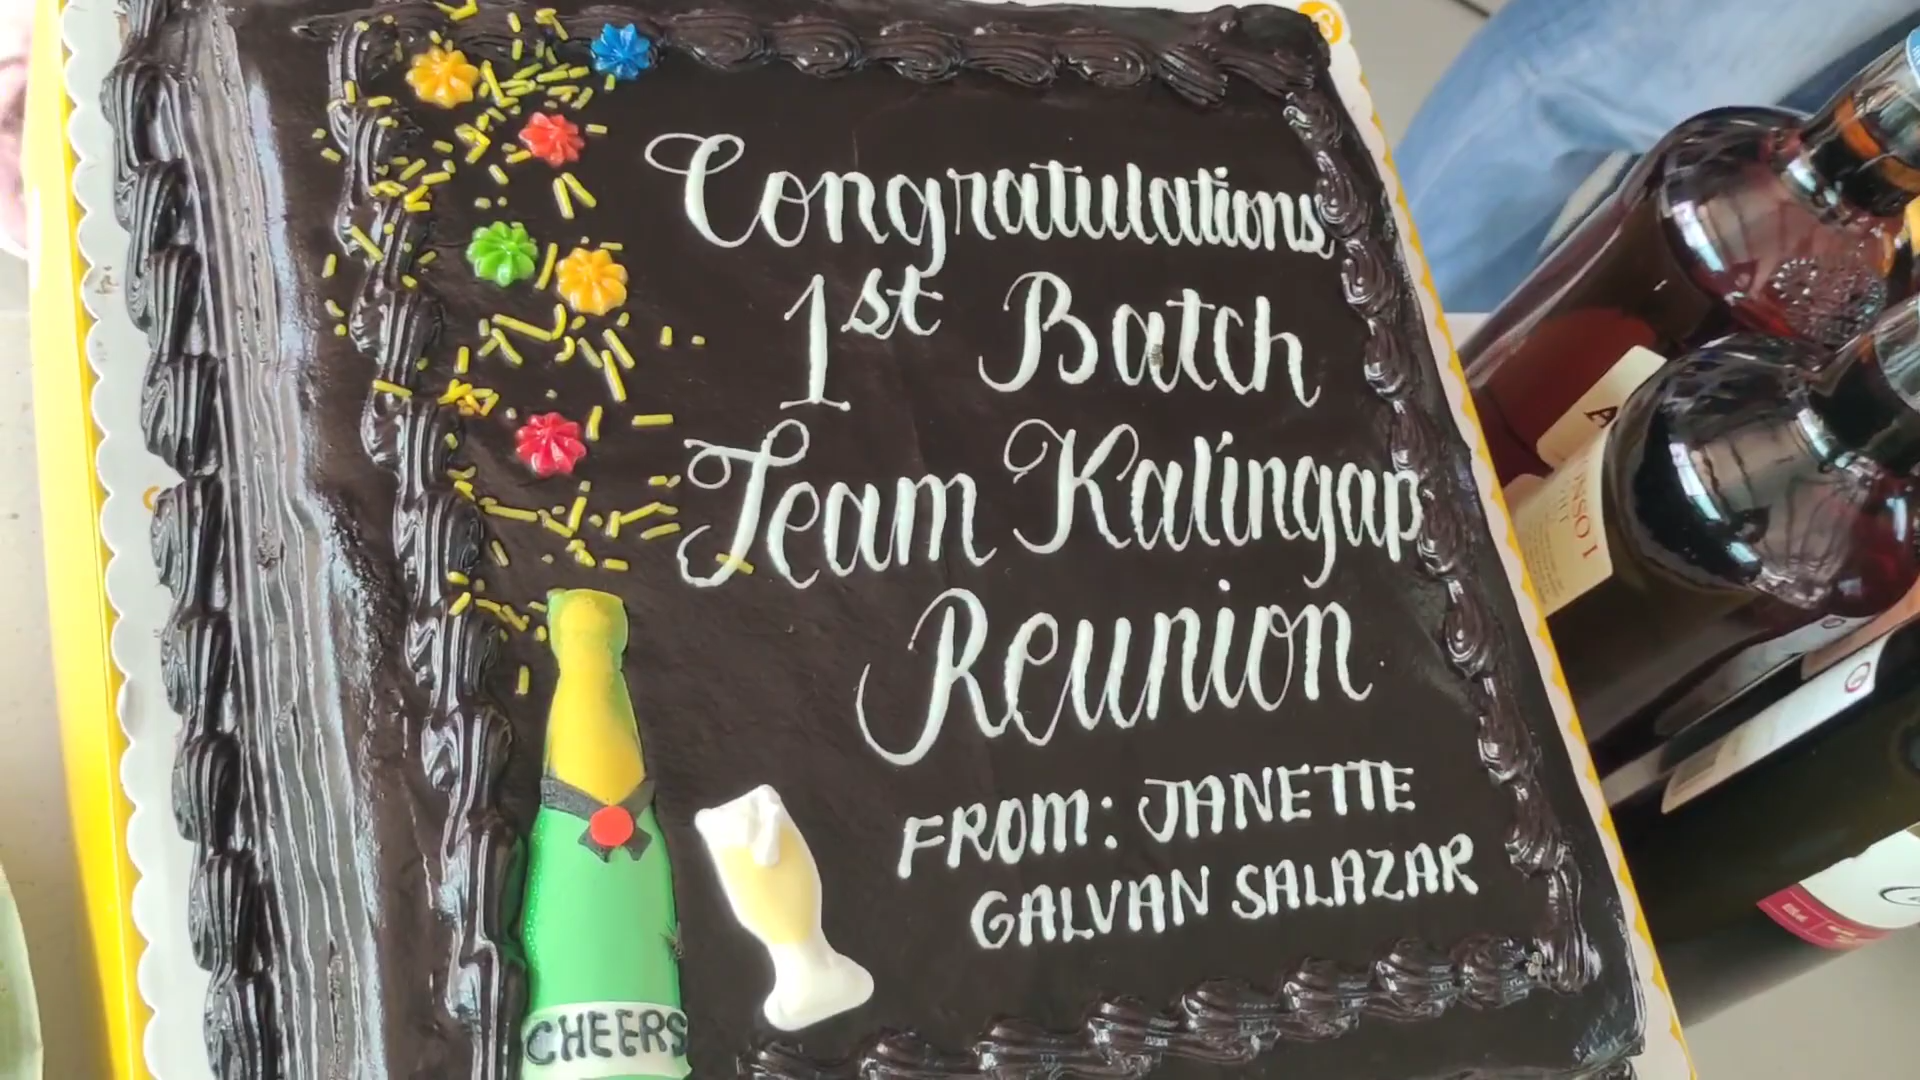 Congratulations
1st Batch
Team Kalingap
Reunion
FROM: JANETTE
GALVAN SALAZAR
CHEERS